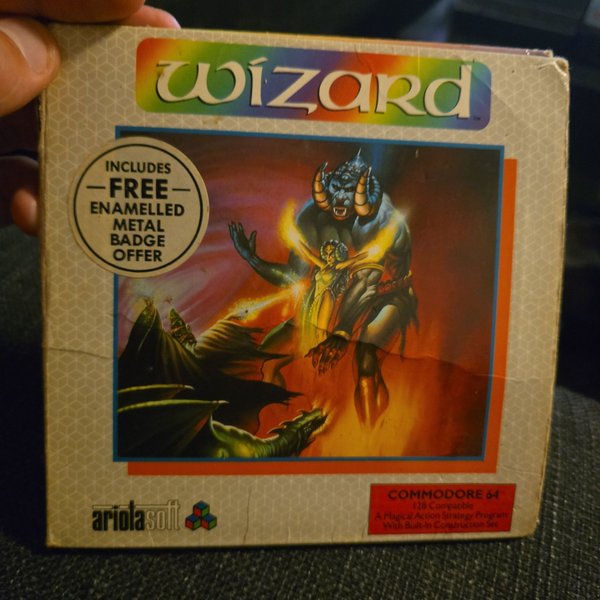 wizard™
INCLUDES
FREE
ENAMELLED
METAL
BADGE
OFFER
ariolasoft
COMMODORE 64
128 Compatible
A Magical Action Strategy Program
With Built-In Construction Set